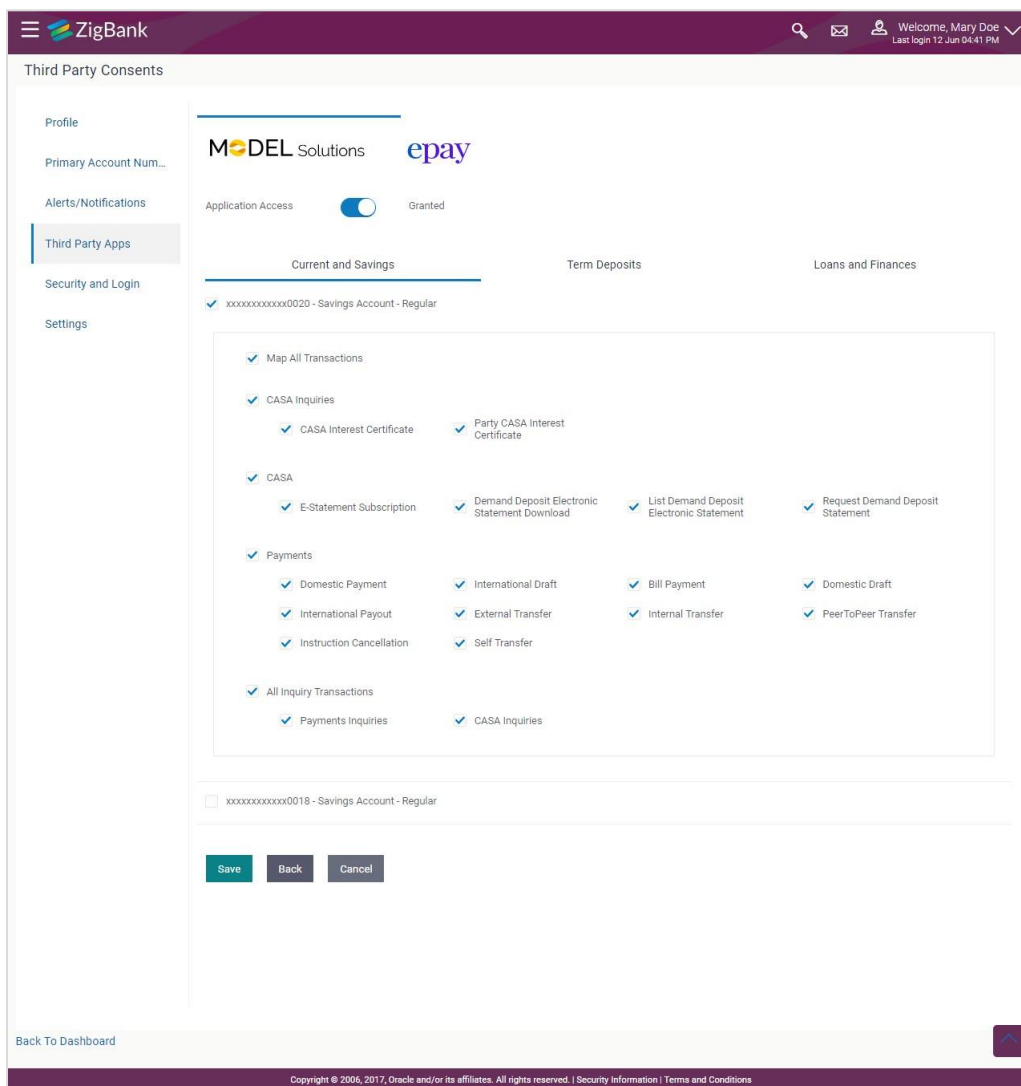 ZigBank
Welcome, Mary Doe
Last login 12 Jun 04:41 PM
Third Party Consents
Profile
Primary Account Num...
Alerts/Notifications
Third Party Apps
Security and Login
Settings
MODEL Solutions
epay
Application Access
Granted
Current and Savings
Term Deposits
Loans and Finances
xxxxxxxxxxxx0020 - Savings Account - Regular
Map All Transactions
CASA Inquiries
CASA Interest Certificate
Party CASA Interest
Certificate
CASA
E-Statement Subscription
Demand Deposit Electronic
Statement Download
List Demand Deposit
Electronic Statement
Request Demand Deposit
Statement
Payments
Domestic Payment
International Draft
Bill Payment
Domestic Draft
International Payout
External Transfer
Internal Transfer
PeerToPeer Transfer
Instruction Cancellation
Self Transfer
All Inquiry Transactions
Payments Inquiries
CASA Inquiries
xxxxxxxxxxxx0018 - Savings Account - Regular
Save
Back
Cancel
Back To Dashboard
Copyright © 2006, 2017, Oracle and/or its affiliates. All rights reserved. | Security Information | Terms and Conditions